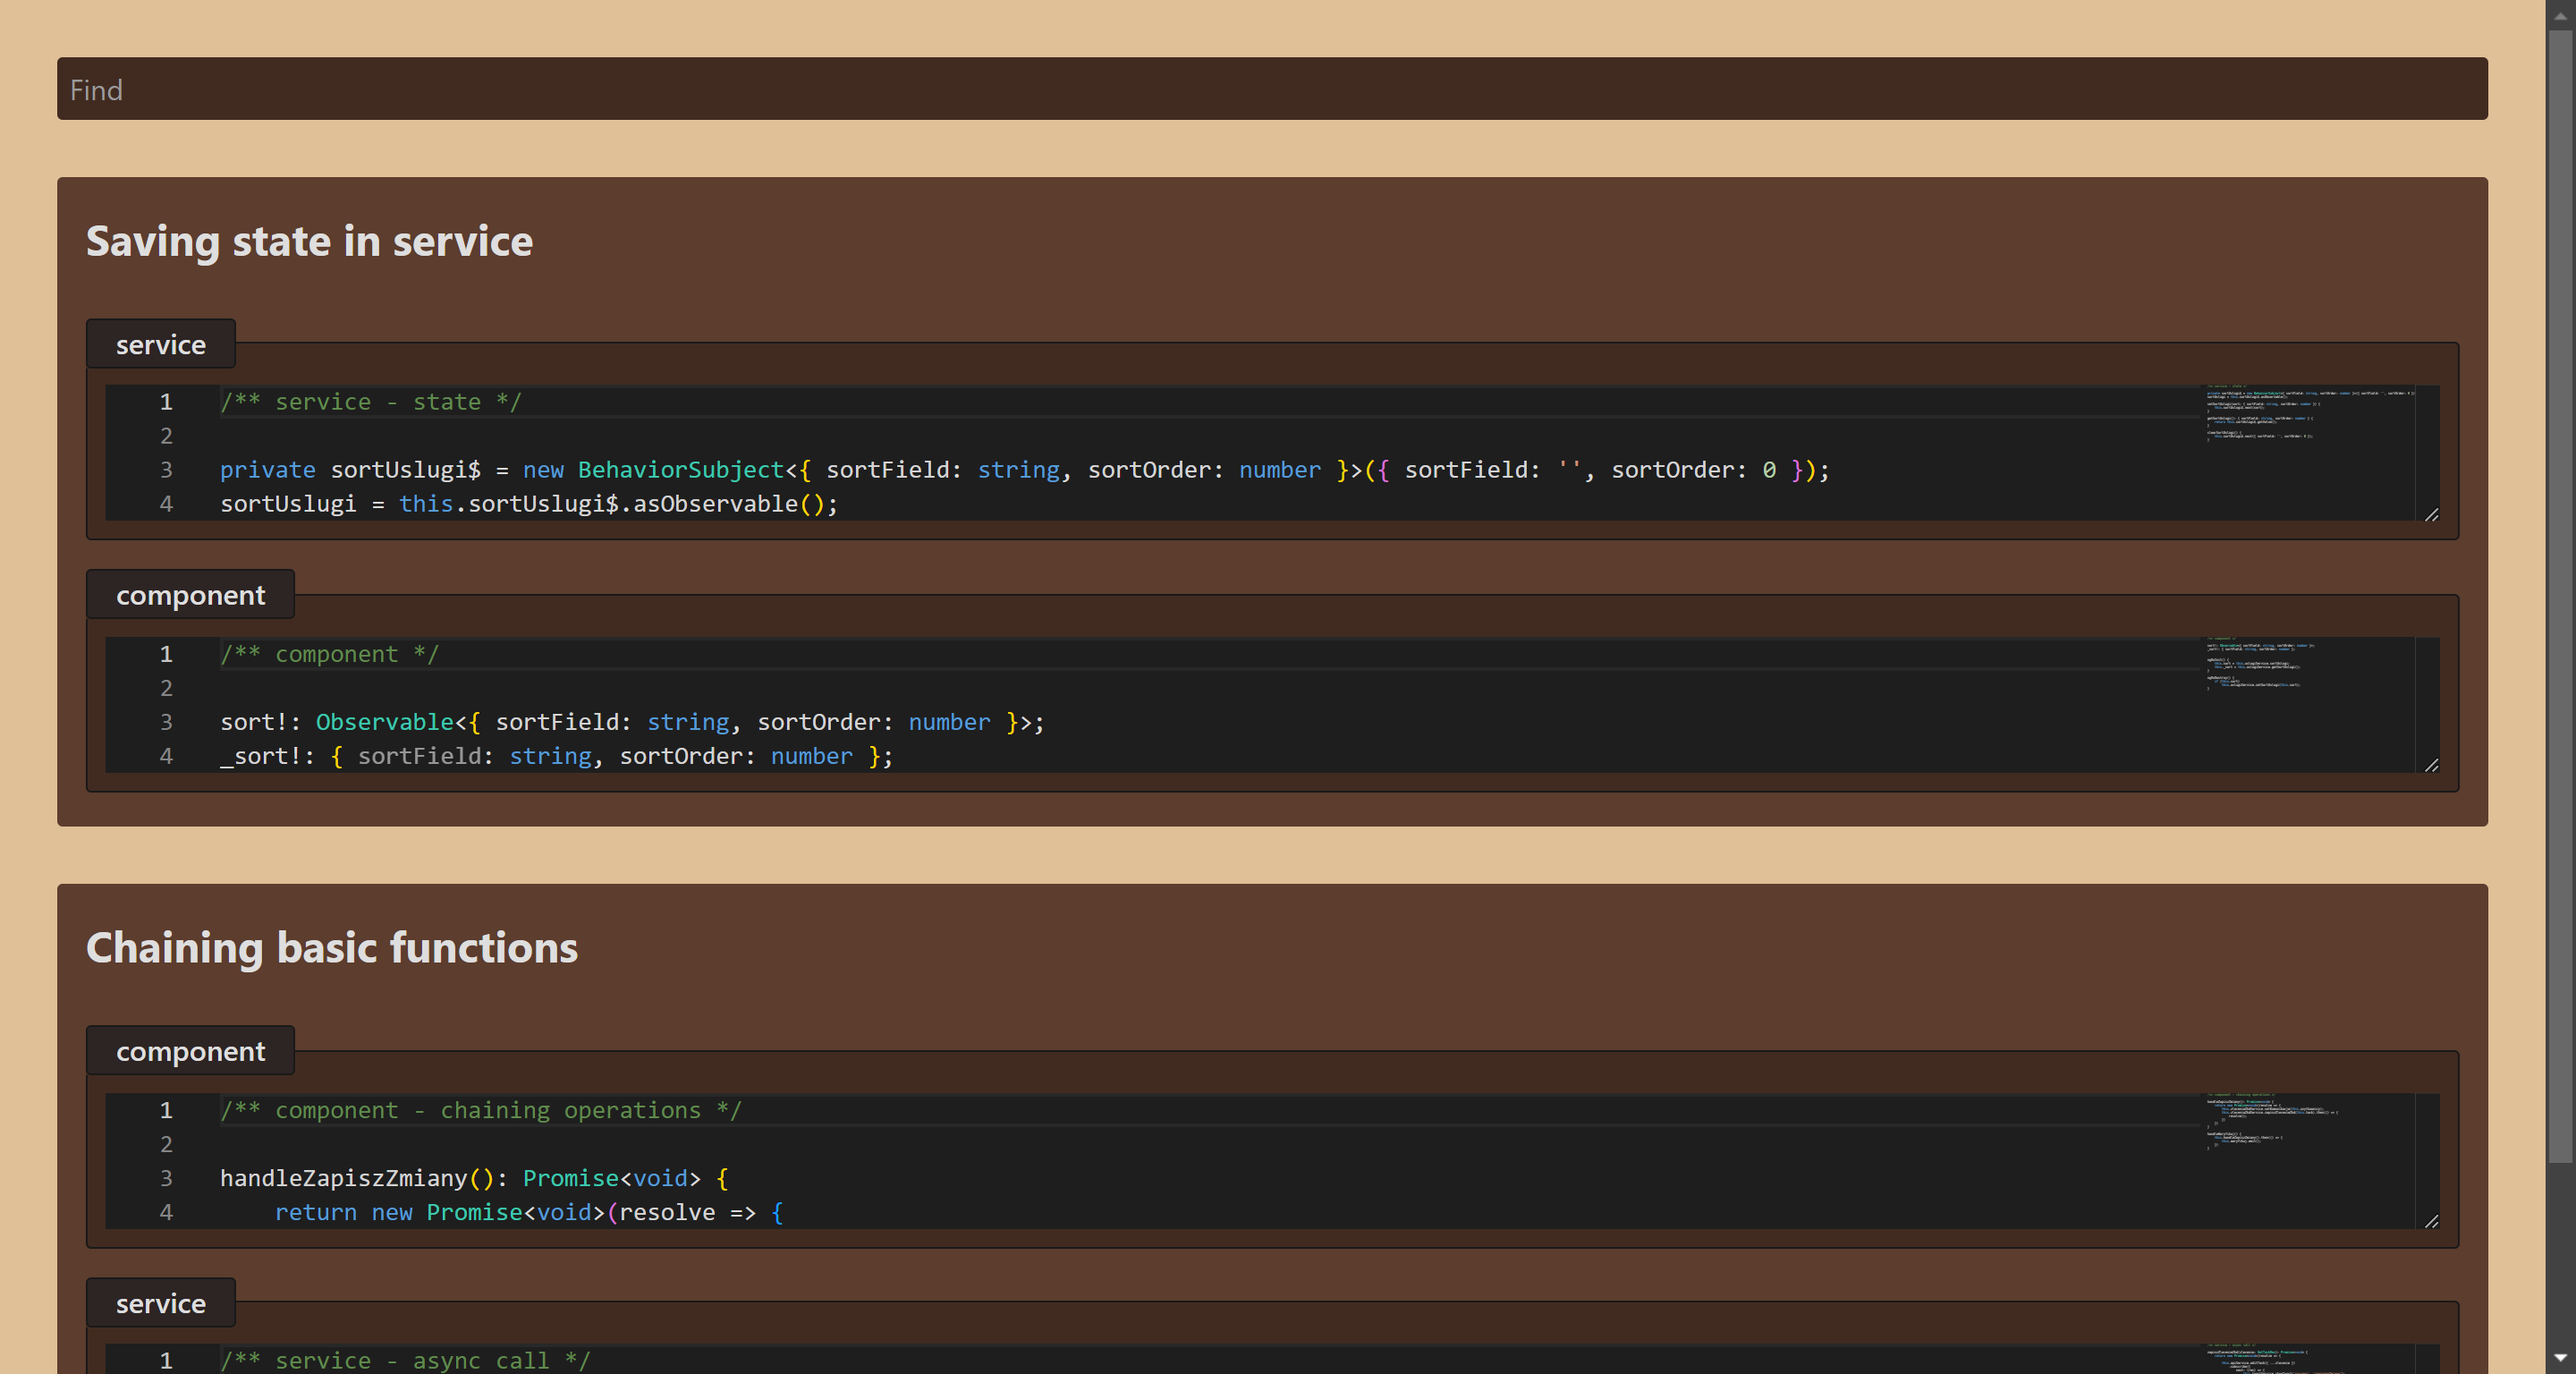 Find
Saving state in service
service
1 /** service - state */
2
3 private sortUslugi$ = new BehaviorSubject<{ sortField: string, sortOrder: number }>({ sortField: '', sortOrder: 0 });
4 sortUslugi = this.sortUslugi$.asObservable();
component
1 /** component */
2
3 sort!: Observable<{ sortField: string, sortOrder: number }>;
4 _sort!: { sortField: string, sortOrder: number };
Chaining basic functions
component
1 /** component - chaining operations */
2
3 handleZapiszZmiany(): Promise<void> {
4     return new Promise<void>(resolve => {
service
1 /** service - async call */